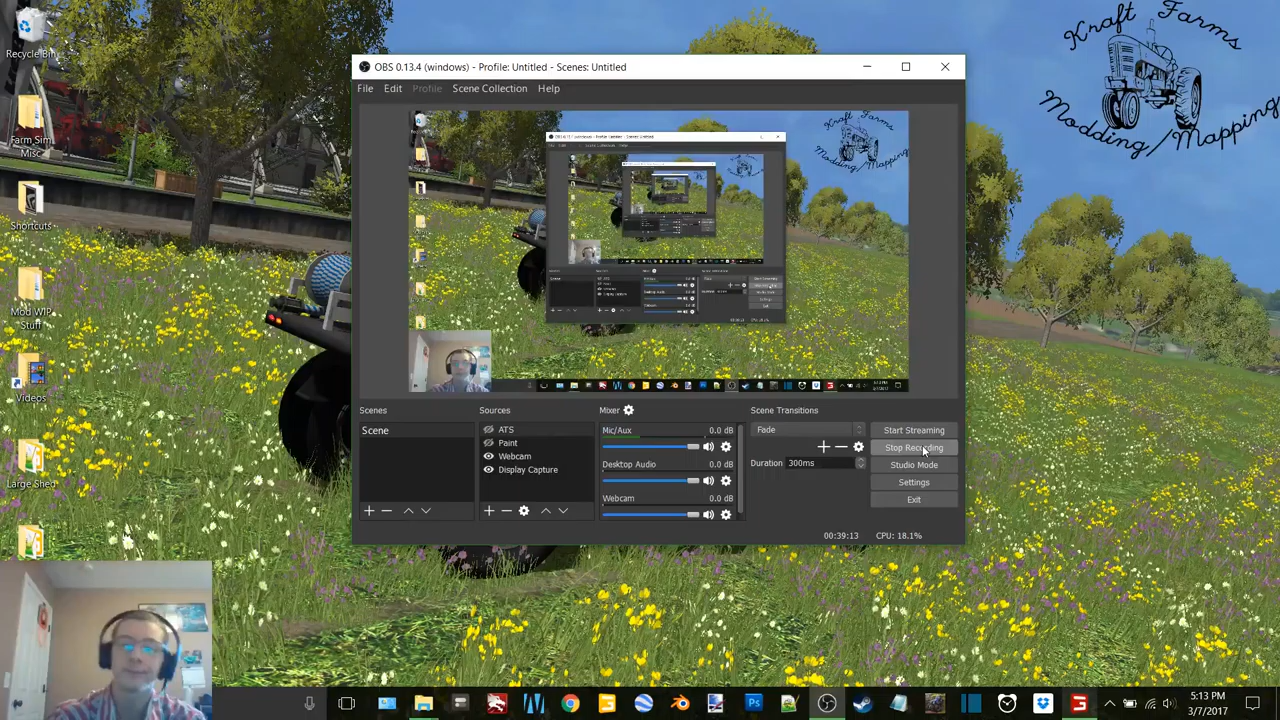 Recycle Bin
Farm Sim
Misc
Shortcuts
Mod WIP
Stuff
Videos
Large Shed
Kraft Farms
Modding/Mapping
OBS 0.13.4 (windows) - Profile: Untitled - Scenes: Untitled
File Edit Profile Scene Collection Help
Scenes
Scene
Sources
ATS
Paint
Webcam
Display Capture
Mixer
Mic/Aux 0.0 dB
Desktop Audio 0.0 dB
Webcam 0.0 dB
Scene Transitions
Fade
Duration 300ms
Start Streaming
Stop Recording
Studio Mode
Settings
Exit
00:39:13 CPU: 18.1%
5:13 PM
3/7/2017